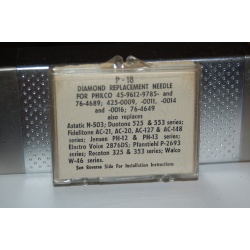 P-18
DIAMOND REPLACEMENT NEEDLE
FOR PHILCO 45-9612-9785- and
76-4689; 425-0009, -0011, -0014
and -0016; 76-4649
also replaces
Astatic N-503; Duotone 525 & 553 series;
Fidelitone AC-21, AC-20, AC-127 & AC-148
series; Jensen PH-12 & PH-13 series;
Electro Voice 2876DS; Pfanstiehl P-2693
series; Recoton 325 & 353 series; Walco
W-46 series.
See Reverse Side For Installation Instructions.